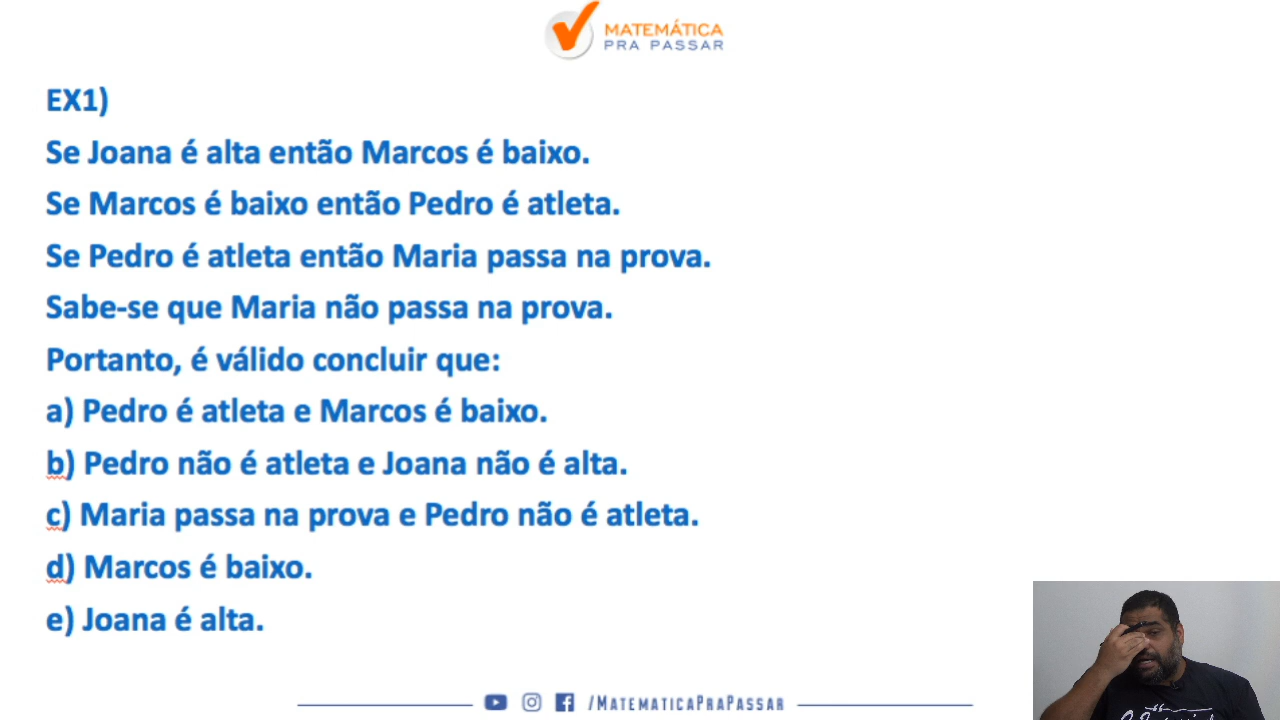 MATEMÁTICA
PRA PASSAR
EX1)
Se Joana é alta então Marcos é baixo.
Se Marcos é baixo então Pedro é atleta.
Se Pedro é atleta então Maria passa na prova.
Sabe-se que Maria não passa na prova.
Portanto, é válido concluir que:
a) Pedro é atleta e Marcos é baixo.
b) Pedro não é atleta e Joana não é alta.
c) Maria passa na prova e Pedro não é atleta.
d) Marcos é baixo.
e) Joana é alta.
/MATEMATICAPRAPASSAR